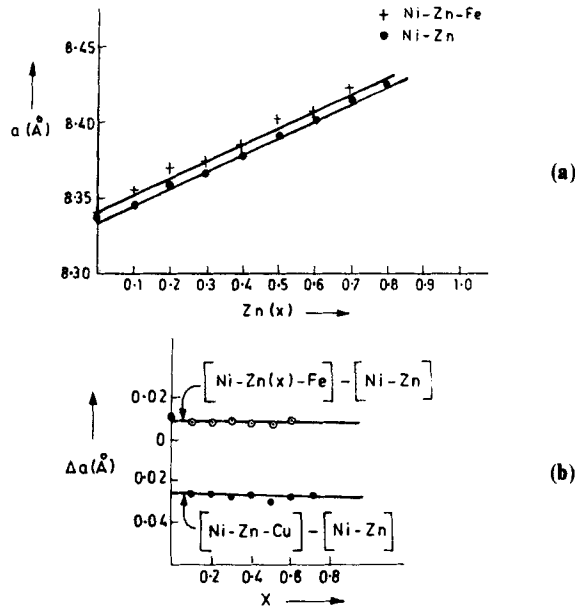 + Ni-Zn-Fe
● Ni-Zn
8·45
a (Å)
8·40
8·35
8·30
0·1 0·2 0·3 0·4 0·5 0·6 0·7 0·8 0·9 1·0
Zn(x)
(a)
[Ni-Zn(x)-Fe]-[Ni-Zn]
0·02
0
Δa(Å)
0·02
0·04
[Ni-Zn-Cu]-[Ni-Zn]
0·2 0·4 0·6 0·8
X
(b)